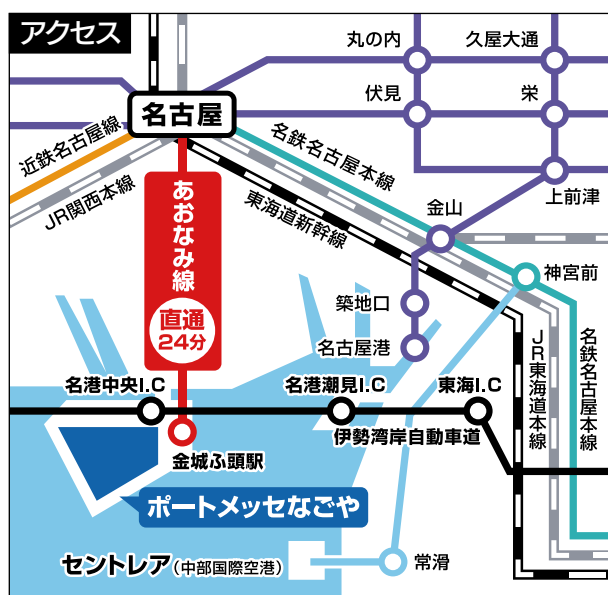 アクセス
丸の内
久屋大通
伏見
栄
名古屋
近鉄名古屋線
JR関西本線
名鉄名古屋本線
東海道新幹線
あおなみ線
直通
24分
金山
上前津
神宮前
築地口
名古屋港
JR東海道本線
名鉄名古屋本線
名港中央I.C
名港潮見I.C
東海I.C
伊勢湾岸自動車道
金城ふ頭駅
ポートメッセなごや
セントレア(中部国際空港)
常滑